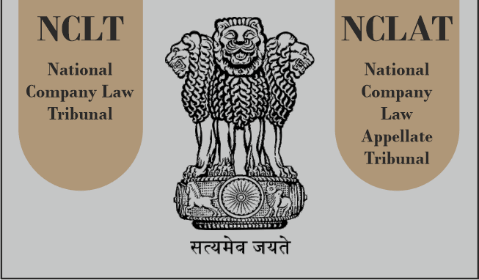 NCLT
National
Company Law
Tribunal
सत्यमेव जयते
NCLAT
National
Company
Law
Appellate
Tribunal